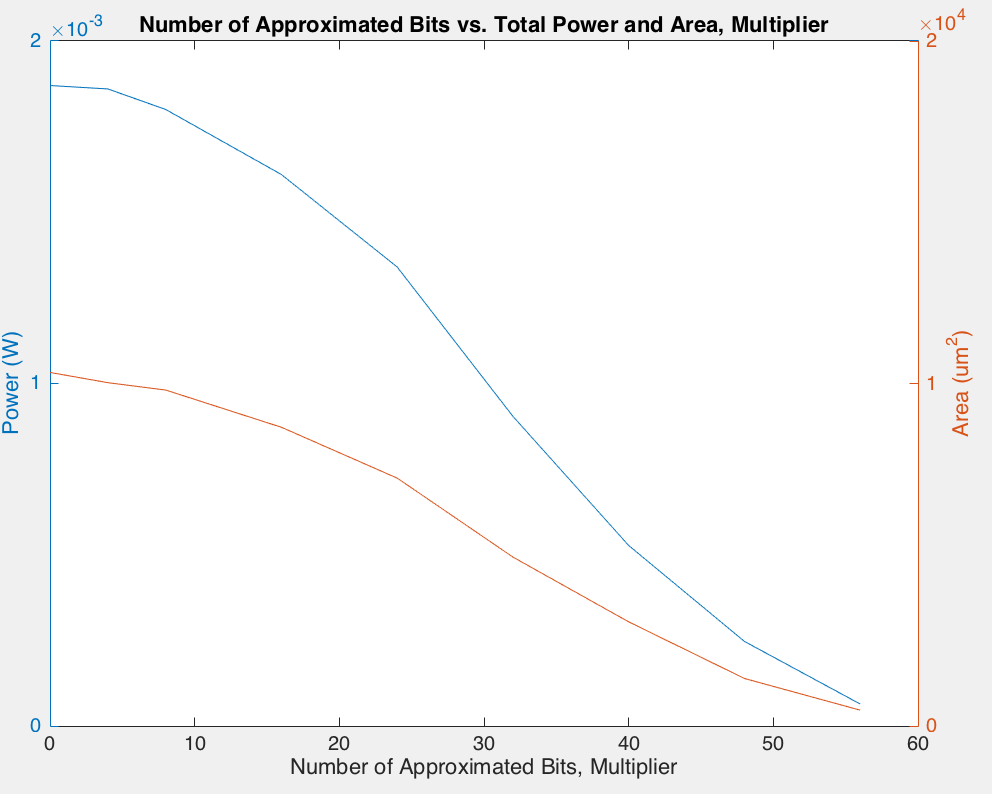 Number of Approximated Bits vs. Total Power and Area, Multiplier
×10-3
×104
2
1
0
Power (W)
2
1
0
Area (um2)
0 10 20 30 40 50 60
Number of Approximated Bits, Multiplier